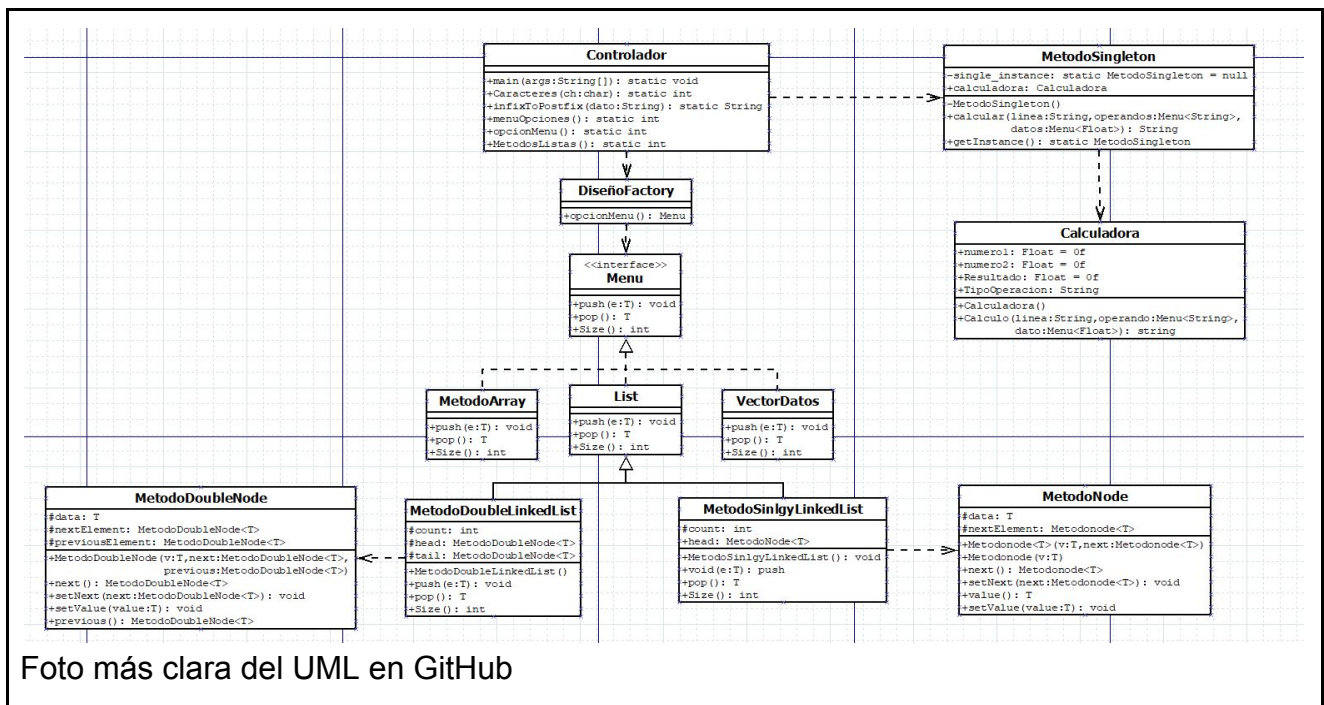 Controlador
+main(args:String[]): static void
+Caracteres(ch:char): static int
+infixToPostfix(dato:String): static String
+menuOpciones(): static int
+opcionMenu(): static int
+MetodosListas(): static int
MetodoSingleton
-single_instance: static MetodoSingleton = null
+calculadora: Calculadora
-MetodoSingleton()
+calcular(linea:String,operandos:Menu<String>,
datos:Menu<Float>): String
+getInstance(): static MetodoSingleton
DiseñoFactory
+opcionMenu(): Menu
Calculadora
+numero1: Float = 0f
+numero2: Float = 0f
+Resultado: Float = 0f
+TipoOperacion: String
+Calculadora()
+Calculo(linea:String,operando:Menu<String>,
dato:Menu<Float>): string
<<interface>>
Menu
+push(e:T): void
+pop(): T
+Size(): int
MetodoArray
+push(e:T): void
+pop(): T
+Size(): int
List
+push(e:T): void
+pop(): T
+Size(): int
VectorDatos
+push(e:T): void
+pop(): T
+Size(): int
MetodoDoubleNode
#data: T
#nextElement: MetodoDoubleNode<T>
#previousElement: MetodoDoubleNode<T>
+MetodoDoubleNode(v:T,next:MetodoDoubleNode<T>,
previous:MetodoDoubleNode<T>)
+next(): MetodoDoubleNode<T>
+setNext(next:MetodoDoubleNode<T>): void
+setValue(value:T): void
+previous(): MetodoDoubleNode<T>
MetodoDoubleLinkedList
#count: int
#head: MetodoDoubleNode<T>
#tail: MetodoDoubleNode<T>
+MetodoDoubleLinkedList()
+push(e:T): void
+pop(): T
+Size(): int
MetodoSinlgyLinkedList
#count: int
+head: MetodoNode<T>
+MetodoSinlgyLinkedList(): void
+void(e:T): push
+pop(): T
+Size(): int
MetodoNode
#data: T
#nextElement: Metodonode<T>
+Metodonode<T>(v:T,next:Metodonode<T>)
+Metodonode(v:T)
+next(): Metodonode<T>
+setNext(next:Metodonode<T>): void
+value(): T
+setValue(value:T): void
Foto más clara del UML en GitHub